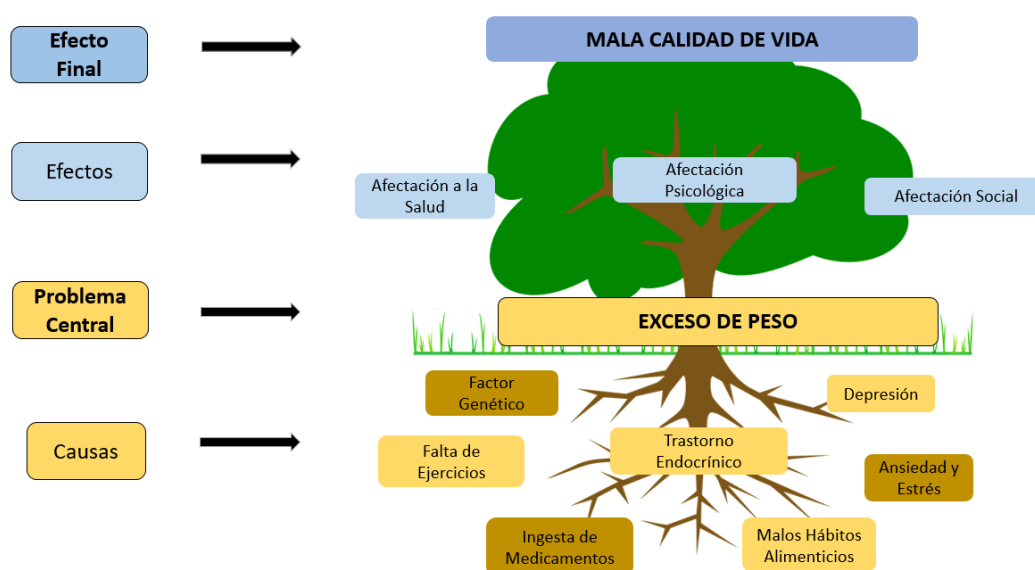 Efecto
Final
MALA CALIDAD DE VIDA
Efectos
Afectación a la
Salud
Afectación
Psicológica
Afectación Social
Problema
Central
EXCESO DE PESO
Causas
Factor
Genético
Depresión
Falta de
Ejercicios
Trastorno
Endocrínico
Ansiedad y
Estrés
Ingesta de
Medicamentos
Malos Hábitos
Alimenticios